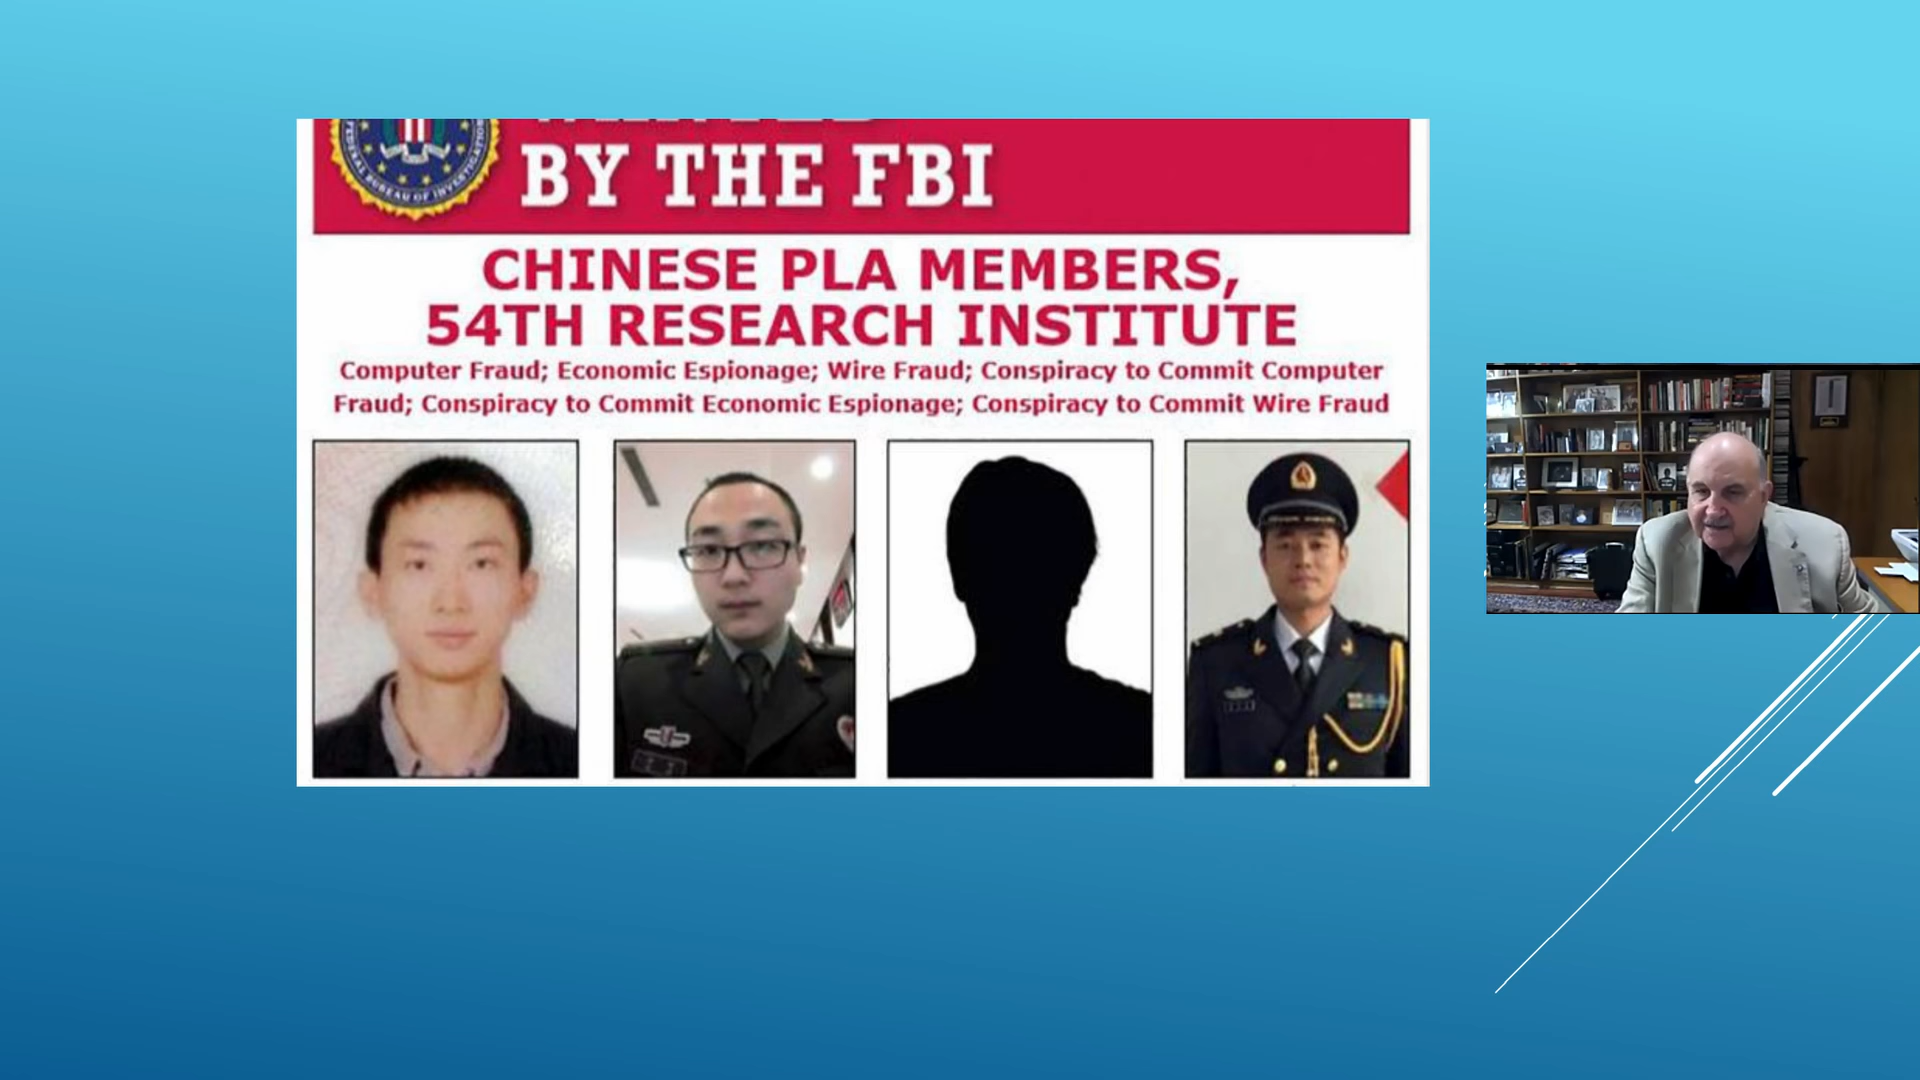 BY THE FBI
CHINESE PLA MEMBERS,
54TH RESEARCH INSTITUTE
Computer Fraud; Economic Espionage; Wire Fraud; Conspiracy to Commit Computer
Fraud; Conspiracy to Commit Economic Espionage; Conspiracy to Commit Wire Fraud